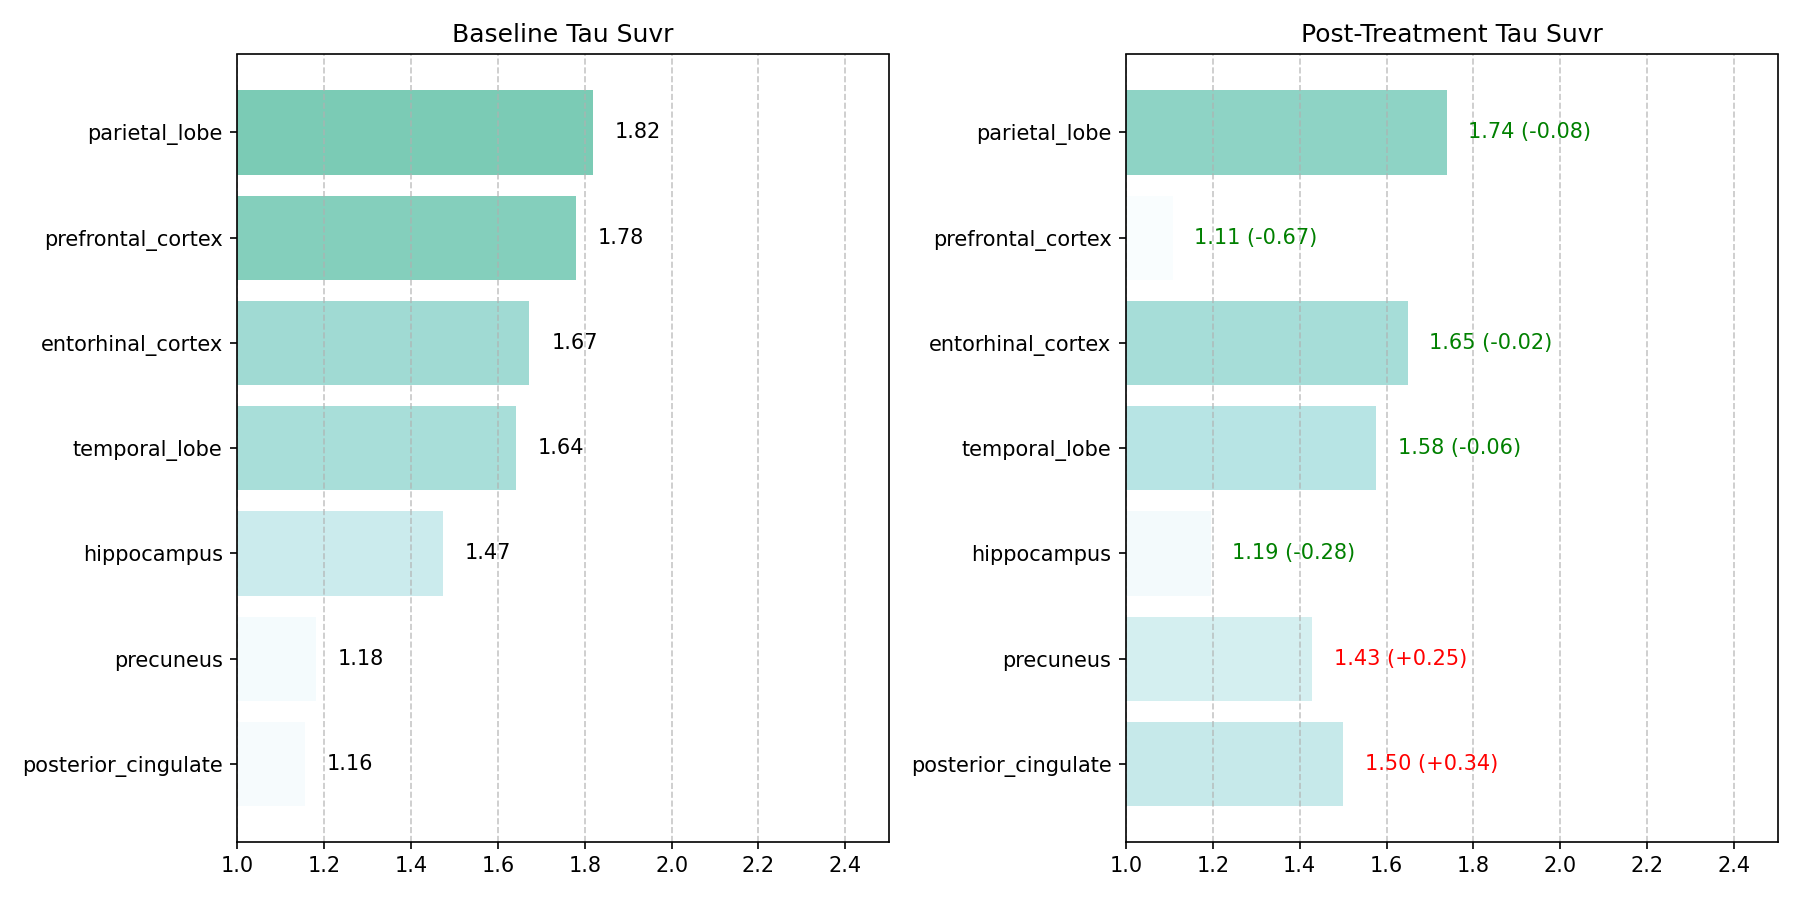 Baseline Tau Suvr
parietal_lobe 1.82
prefrontal_cortex 1.78
entorhinal_cortex 1.67
temporal_lobe 1.64
hippocampus 1.47
precuneus 1.18
posterior_cingulate 1.16
1.0 1.2 1.4 1.6 1.8 2.0 2.2 2.4
Post-Treatment Tau Suvr
parietal_lobe 1.74 (-0.08)
prefrontal_cortex 1.11 (-0.67)
entorhinal_cortex 1.65 (-0.02)
temporal_lobe 1.58 (-0.06)
hippocampus 1.19 (-0.28)
precuneus 1.43 (+0.25)
posterior_cingulate 1.50 (+0.34)
1.0 1.2 1.4 1.6 1.8 2.0 2.2 2.4